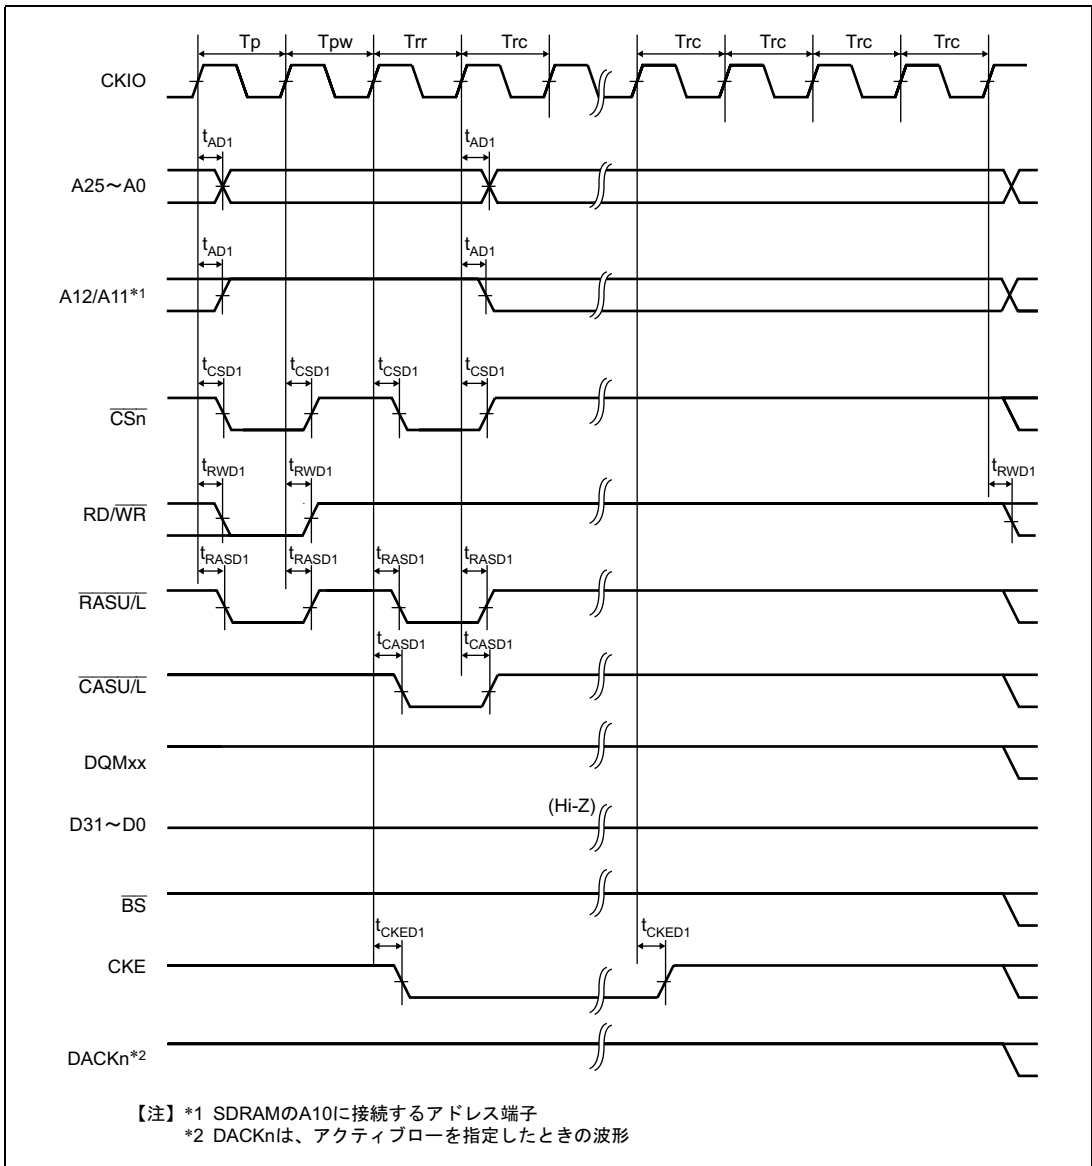 Tp Tpw Trr Trc Trc Trc Trc Trc
CKIO
tAD1 tAD1
A25～A0
tAD1 tAD1
A12/A11*1
tCSD1 tCSD1 tCSD1 tCSD1
CSn
tRWD1 tRWD1 tRWD1
RD/WR
tRASD1 tRASD1 tRASD1 tRASD1
RASU/L
tCASD1 tCASD1
CASU/L
DQMxx
(Hi-Z)
D31～D0
BS
tCKED1 tCKED1
CKE
DACKn*2
【注】*1 SDRAMのA10に接続するアドレス端子
*2 DACKnは、アクティブローを指定したときの波形